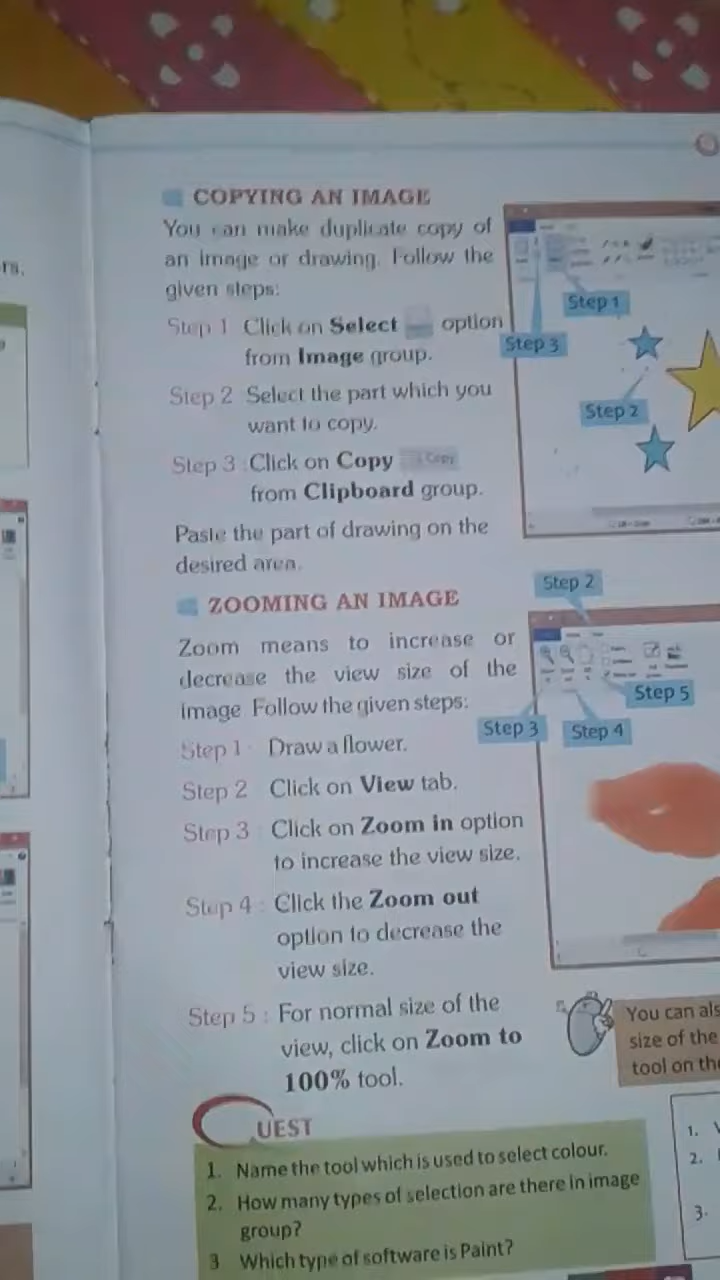 rs.
COPYING AN IMAGE
You can make duplicate copy of
an image or drawing. Follow the
given steps:
Step 1 Click on Select option
from Image group.
Step 2 Select the part which you
want to copy.
Step 3 : Click on Copy Copy
from Clipboard group.
Paste the part of drawing on the
desired area.
Step 1
Step 3
Step 2
ZOOMING AN IMAGE
Zoom means to increase or
decrease the view size of the
image Follow the given steps:
Step 1 : Draw a flower.
Step 2 Click on View tab.
Step 3 : Click on Zoom in option
to increase the view size.
Step 4 : Click the Zoom out
option to decrease the
view size.
Step 5 : For normal size of the
view, click on Zoom to
100% tool.
Step 2
Step 5
Step 3
Step 4
You can als
size of the
tool on the
QUEST
1. Name the tool which is used to select colour.
2. How many types of selection are there in image
group?
3 Which type of software is Paint?
1.
2.
3.